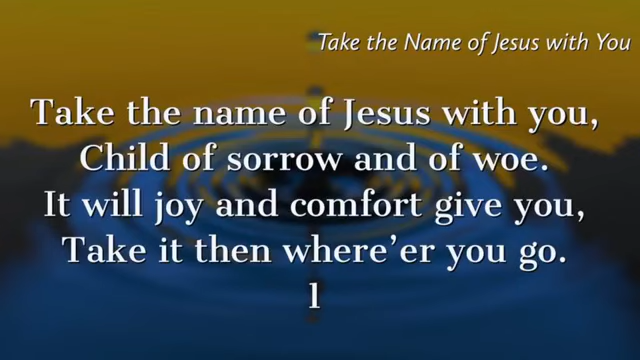 Take the Name of Jesus with You
Take the name of Jesus with you,
Child of sorrow and of woe.
It will joy and comfort give you,
Take it then where’er you go.
1